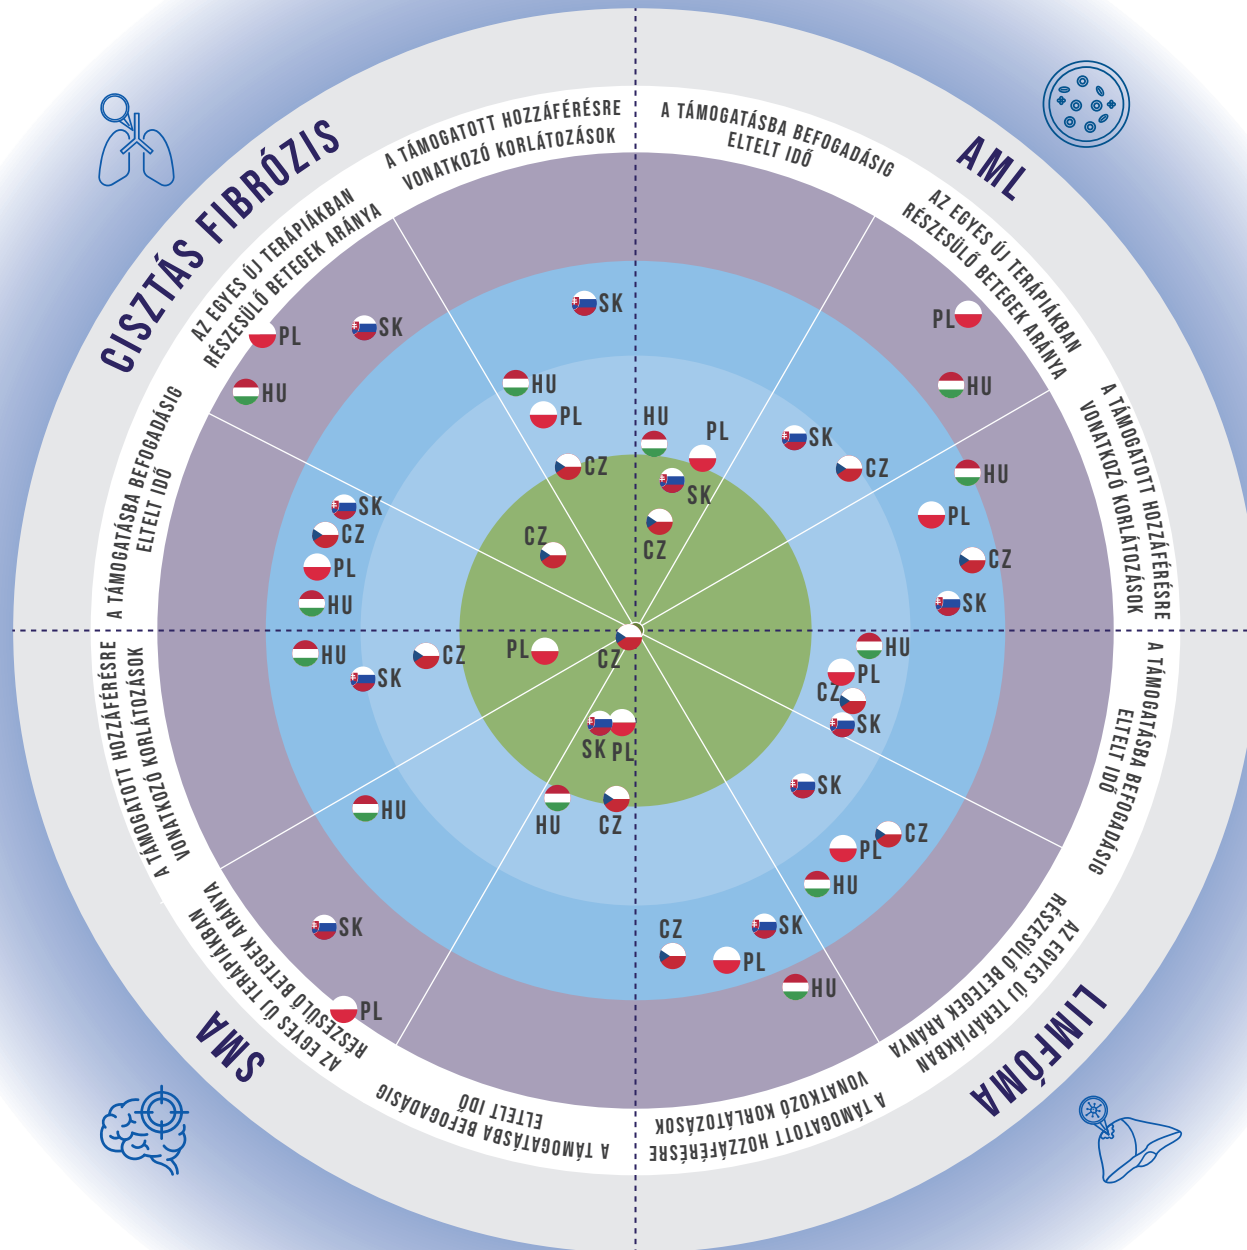 CISZTÁS FIBRÓZIS
A TÁMOGATOTT HOZZÁFÉRÉSRE
VONATKOZÓ KORLÁTOZÁSOK
SK
HU
PL
CZ
AZ EGYES ÚJ TERÁPIÁKBAN
RÉSZESÜLŐ BETEGEK ARÁNYA
PL
SK
HU
CZ
A TÁMOGATÁSBA BEFOGADÁSIG
ELTELT IDŐ
SK
CZ
PL
HU
AML
A TÁMOGATÁSBA BEFOGADÁSIG
ELTELT IDŐ
HU
PL
SK
CZ
AZ EGYES ÚJ TERÁPIÁKBAN
RÉSZESÜLŐ BETEGEK ARÁNYA
PL
HU
SK
CZ
A TÁMOGATOTT HOZZÁFÉRÉSRE
VONATKOZÓ KORLÁTOZÁSOK
HU
PL
CZ
SK
LIMFÓMA
A TÁMOGATÁSBA BEFOGADÁSIG
ELTELT IDŐ
HU
PL
CZ
SK
AZ EGYES ÚJ TERÁPIÁKBAN
RÉSZESÜLŐ BETEGEK ARÁNYA
SK
CZ
PL
HU
A TÁMOGATOTT HOZZÁFÉRÉSRE
VONATKOZÓ KORLÁTOZÁSOK
CZ
SK
PL
HU
SMA
A TÁMOGATOTT HOZZÁFÉRÉSRE
VONATKOZÓ KORLÁTOZÁSOK
HU
SK
CZ
PL
AZ EGYES ÚJ TERÁPIÁKBAN
RÉSZESÜLŐ BETEGEK ARÁNYA
CZ
HU
SK
PL
A TÁMOGATÁSBA BEFOGADÁSIG
ELTELT IDŐ
SK
PL
HU
CZ